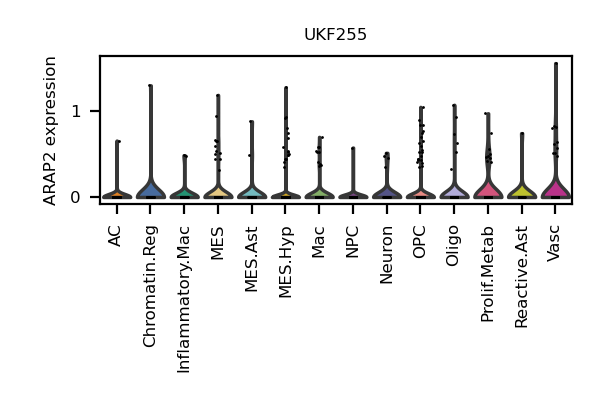 UKF255
ARAP2 expression
1
0
AC
Chromatin.Reg
Inflammatory.Mac
MES
MES.Ast
MES.Hyp
Mac
NPC
Neuron
OPC
Oligo
Prolif.Metab
Reactive.Ast
Vasc